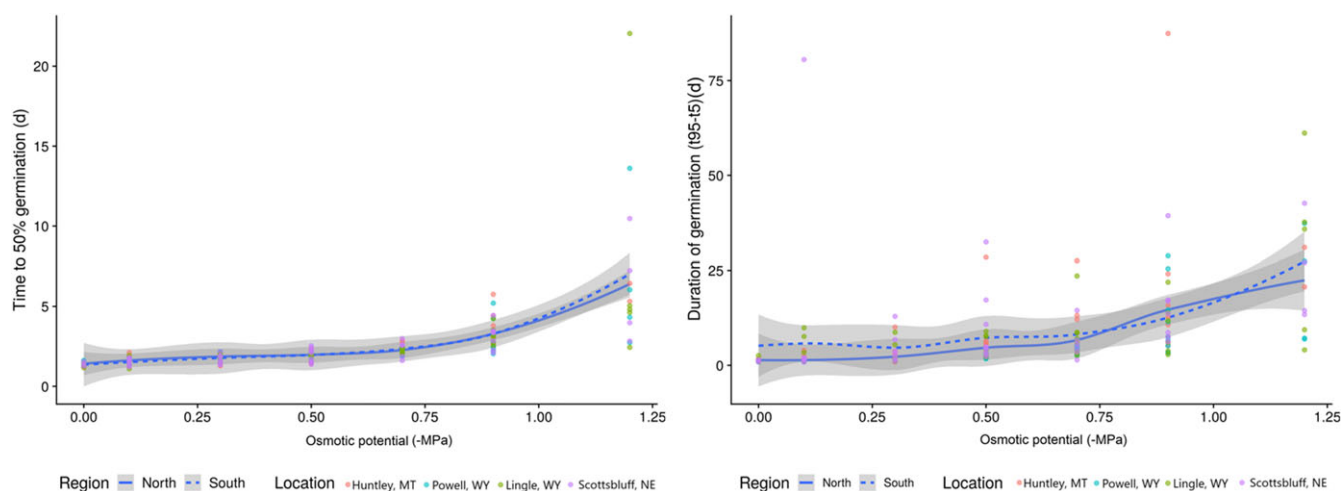 Time to 50% germination (d)
20
15
10
5
0
0.00 0.25 0.50 0.75 1.00 1.25
Osmotic potential (-MPa)
Region North South Location Huntley, MT Powell, WY Lingle, WY Scottsbluff, NE
Duration of germination (t95-t5)(d)
75
50
25
0
0.00 0.25 0.50 0.75 1.00 1.25
Osmotic potential (-MPa)
Region North South Location Huntley, MT Powell, WY Lingle, WY Scottsbluff, NE